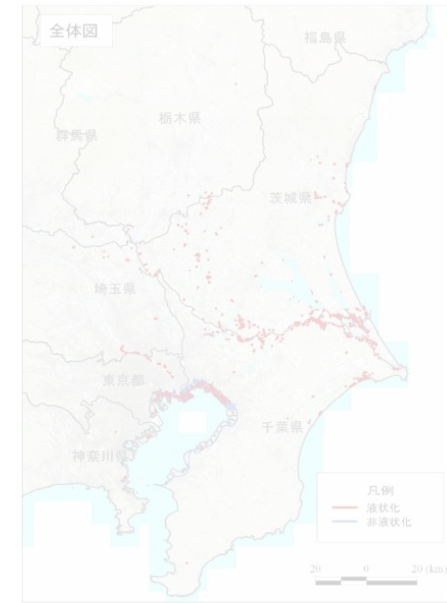 全体図
福島県
栃木県
群馬県
茨城県
埼玉県
東京都
千葉県
神奈川県
凡例
液状化
非液状化
20 0 20 (km)